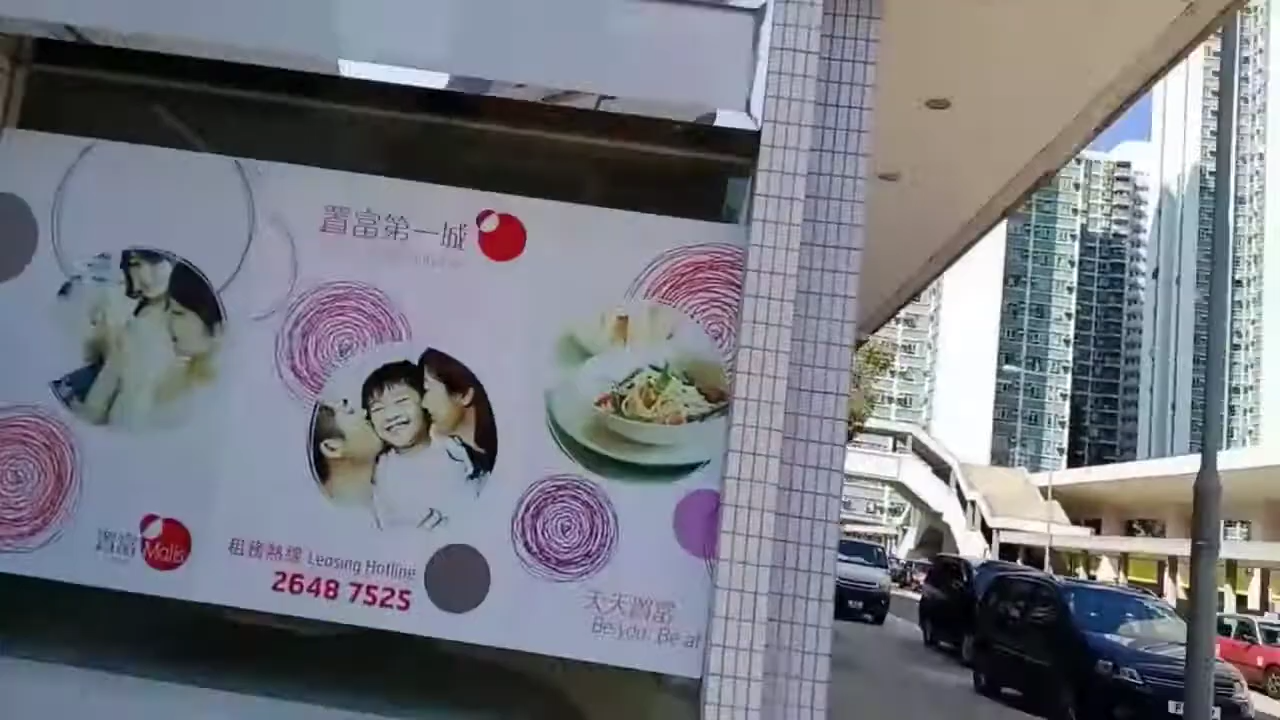 置富第一城
置富
Malls
租務熱線 Leasing Hotline
2648 7525
天天置富
Be you. Be at